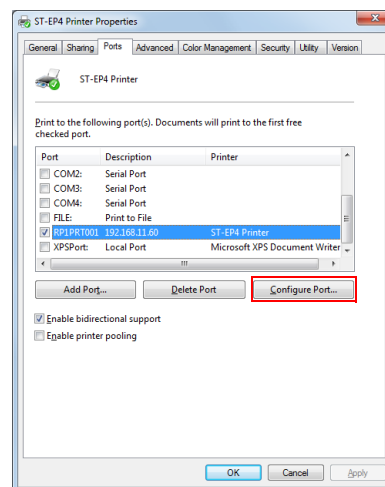 ST-EP4 Printer Properties
General Sharing Ports Advanced Color Management Security Utility Version
ST-EP4 Printer
Print to the following port(s). Documents will print to the first free
checked port.
Port Description Printer
COM2: Serial Port
COM3: Serial Port
COM4: Serial Port
FILE: Print to File
RP1PRT001 192.168.11.60 ST-EP4 Printer
XPSPort: Local Port Microsoft XPS Document Writer
Add Port... Delete Port Configure Port...
Enable bidirectional support
Enable printer pooling
OK Cancel Apply